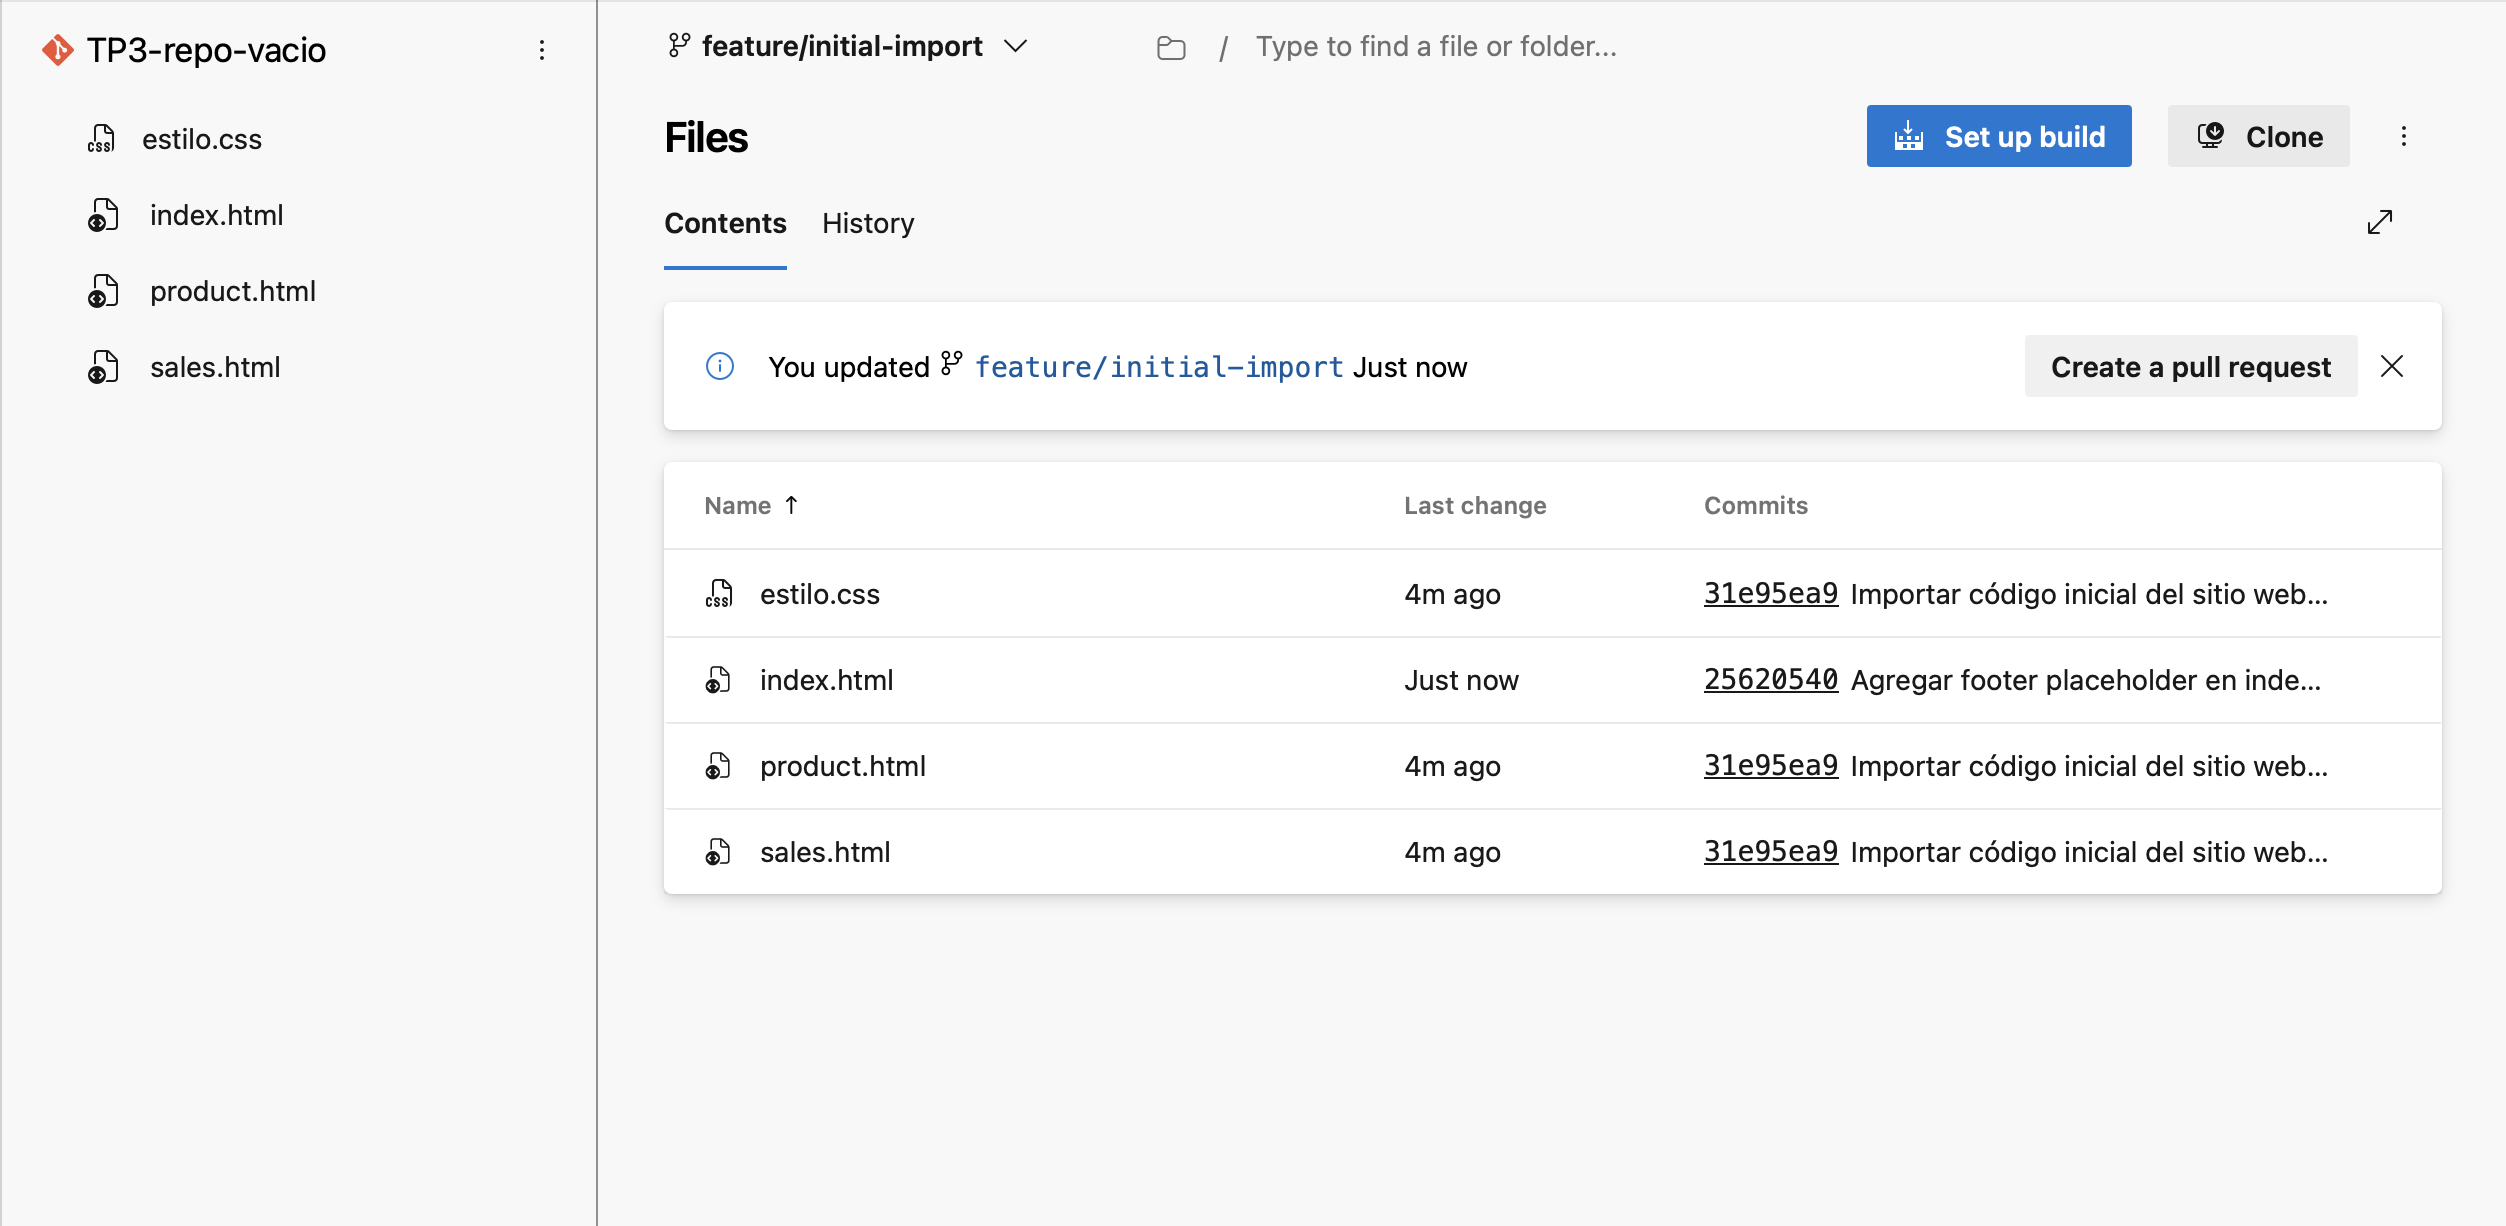 TP3-repo-vacio
estilo.css
index.html
product.html
sales.html
feature/initial-import
/ Type to find a file or folder...
Files
Set up build
Clone
Contents
History
You updated feature/initial-import Just now
Create a pull request
Name ↑ Last change Commits
estilo.css 4m ago 31e95ea9 Importar código inicial del sitio web...
index.html Just now 25620540 Agregar footer placeholder en inde...
product.html 4m ago 31e95ea9 Importar código inicial del sitio web...
sales.html 4m ago 31e95ea9 Importar código inicial del sitio web...